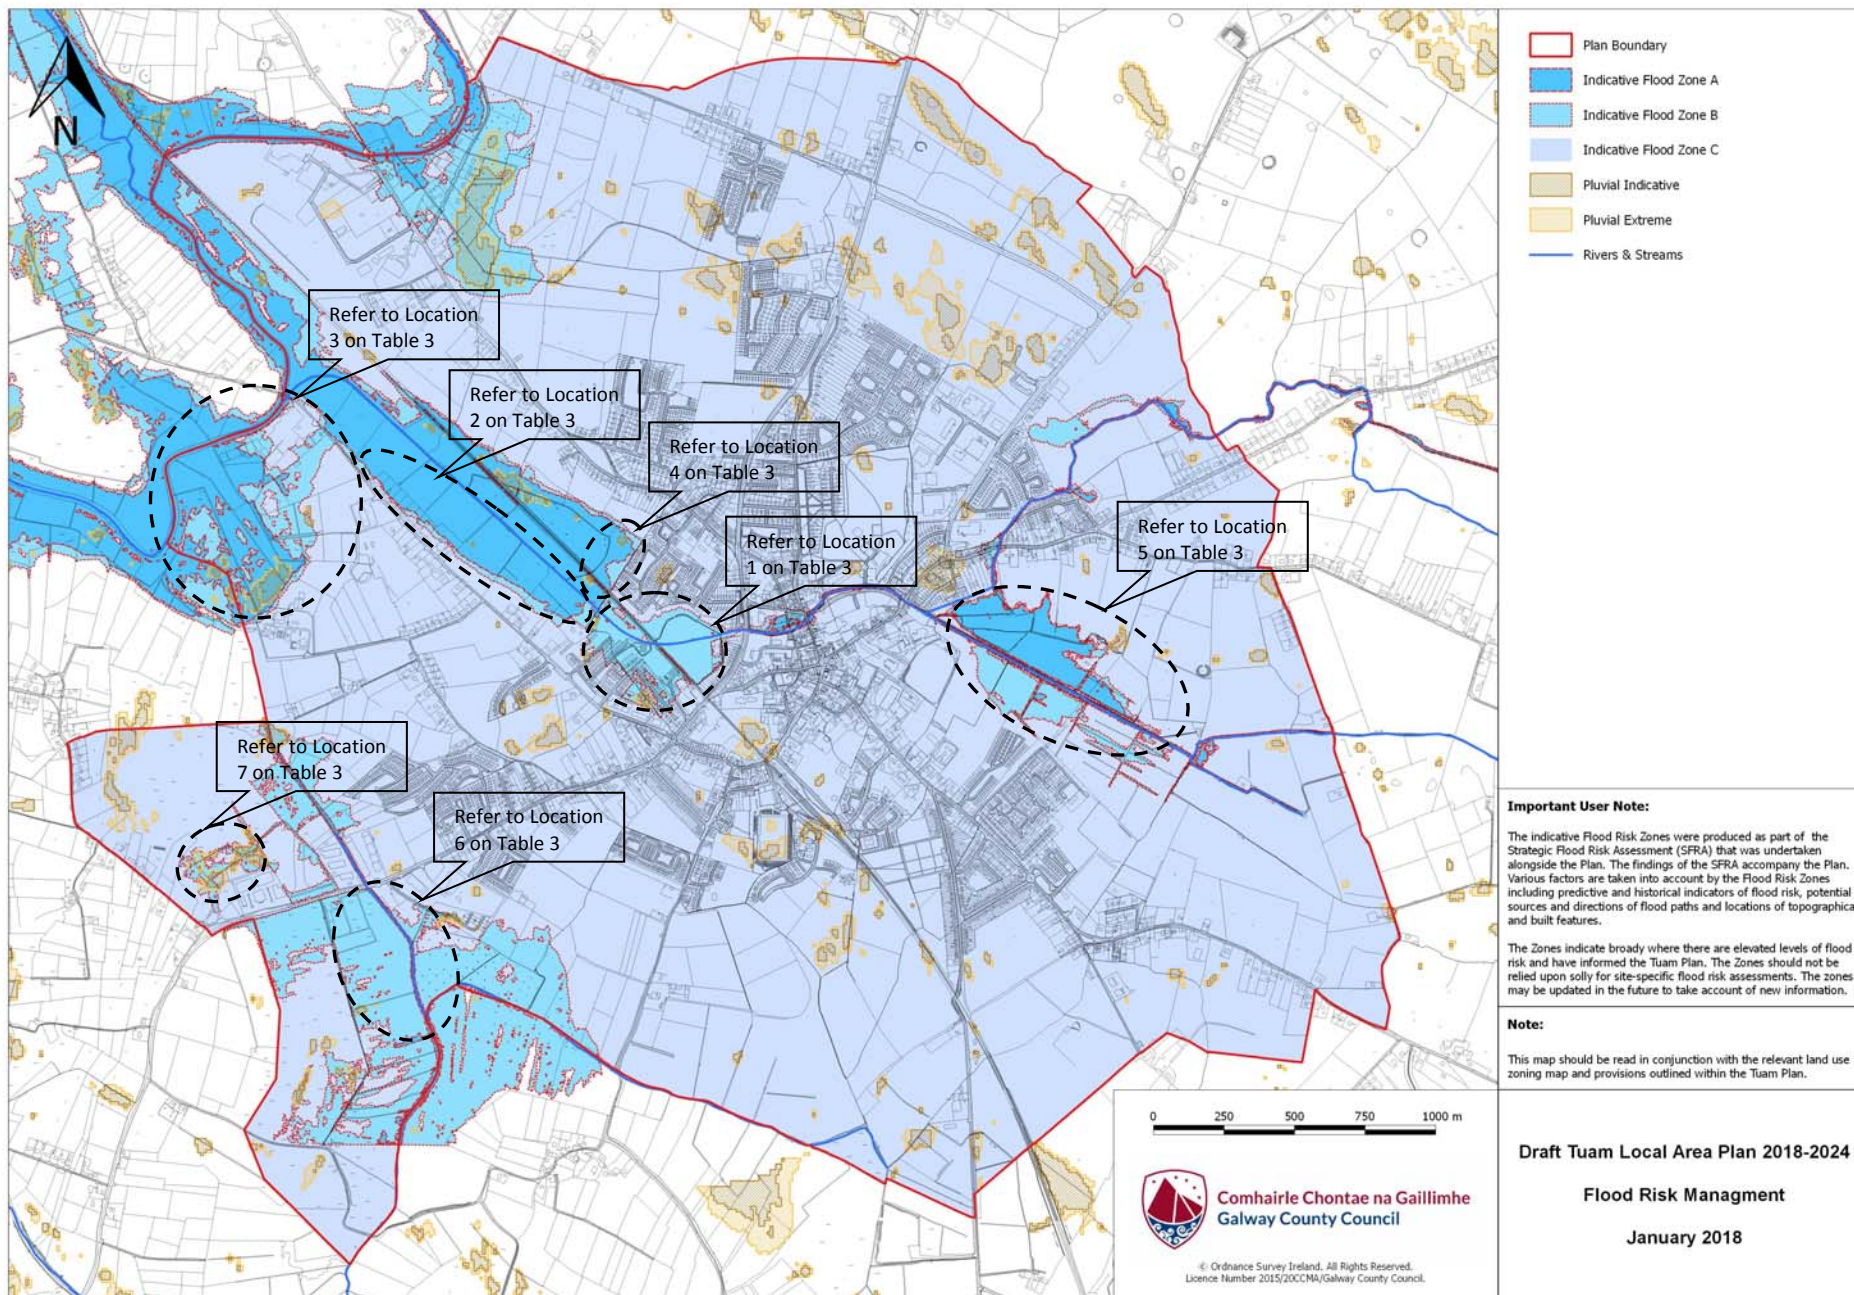 N
Refer to Location
3 on Table 3
Refer to Location
2 on Table 3
Refer to Location
4 on Table 3
Refer to Location
1 on Table 3
Refer to Location
5 on Table 3
Refer to Location
7 on Table 3
Refer to Location
6 on Table 3
Plan Boundary
Indicative Flood Zone A
Indicative Flood Zone B
Indicative Flood Zone C
Pluvial Indicative
Pluvial Extreme
Rivers & Streams
Important User Note:
The indicative Flood Risk Zones were produced as part of the
Strategic Flood Risk Assessment (SFRA) that was undertaken
alongside the Plan. The findings of the SFRA accompany the Plan.
Various factors are taken into account by the Flood Risk Zones
including predictive and historical indicators of flood risk, potential
sources and directions of flood paths and locations of topographica
and built features.
The Zones indicate broady where there are elevated levels of flood
risk and have informed the Tuam Plan. The Zones should not be
relied upon solly for site-specific flood risk assessments. The zones
may be updated in the future to take account of new information.
Note:
This map should be read in conjunction with the relevant land use
zoning map and provisions outlined within the Tuam Plan.
0 250 500 750 1000 m
Comhairle Chontae na Gaillimhe
Galway County Council
© Ordnance Survey Ireland. All Rights Reserved.
Licence Number 2015/20CCMA/Galway County Council.
Draft Tuam Local Area Plan 2018-2024
Flood Risk Managment
January 2018